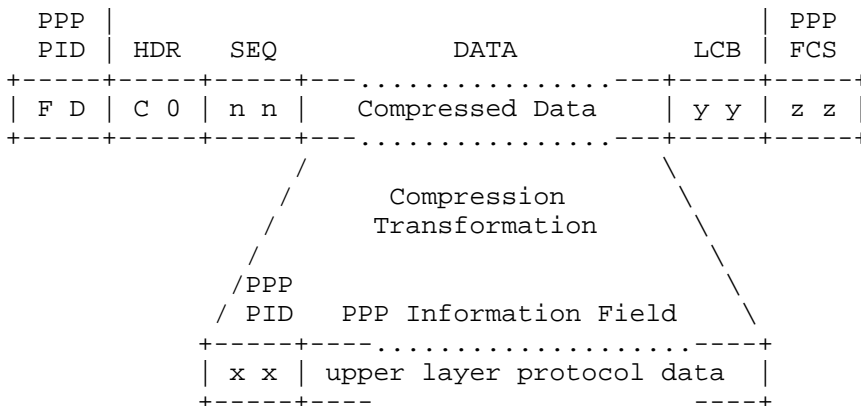 PPP |                                       | PPP
PID | HDR SEQ DATA LCB | FCS
+-----+-----+-----+---................---+-----+-----+
| F D | C 0 | n n | Compressed Data | y y | z z |
+-----+-----+-----+---................---+-----+-----+
/ \
/ Compression \
/ Transformation \
/ \
/PPP \
/ PID PPP Information Field \
+-----+----....................----+
| x x | upper layer protocol data |
+-----+---- ----+